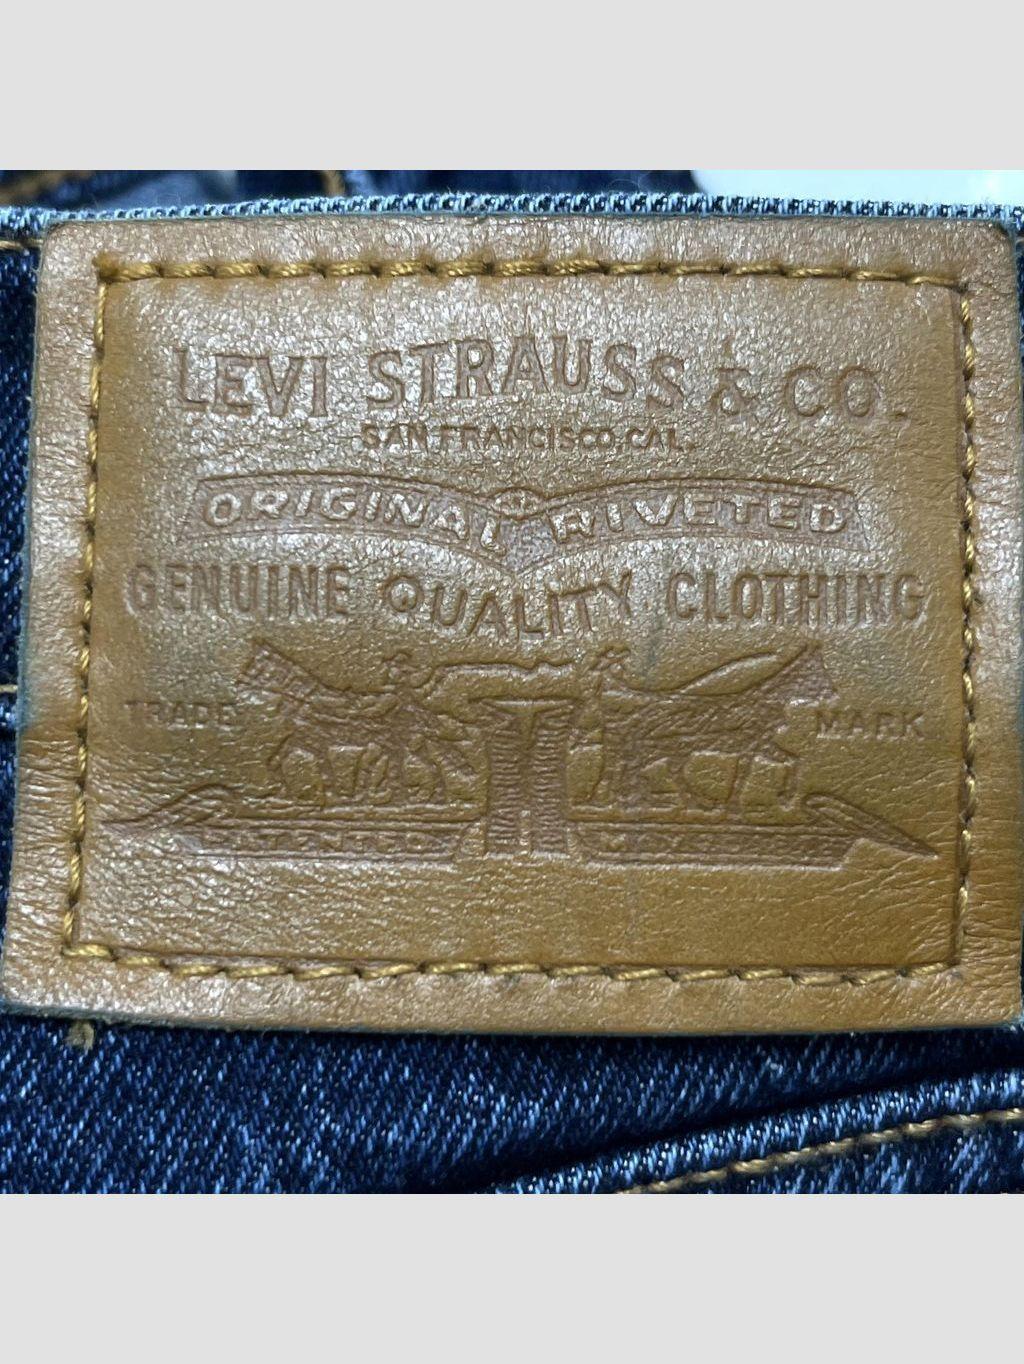 LEVI STRAUSS & CO.
SAN FRANCISCO, CAL.
ORIGINAL RIVETED
GENUINE QUALITY CLOTHING
TRADE MARK